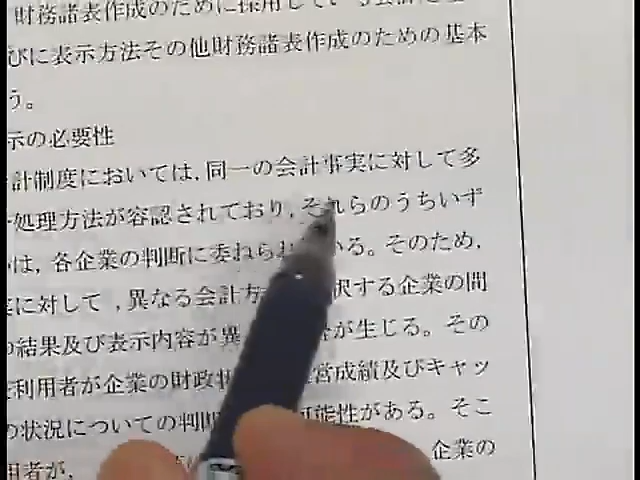 財務諸表作成のために採用している会計
びに表示方法その他財務諸表作成のための基本
う。
示の必要性
計制度においては, 同一の会計事実に対して多
処理方法が容認されており, それらのうちいず
は, 各企業の判断に委ねられ いる。そのため,
に対して , 異なる会計方 択する企業の間
結果及び表示内容が異 が生じる。その
利用者が企業の財政状 営成績及びキャッ
の状況についての判断 可能性がある。そこ
用者が, 企業の